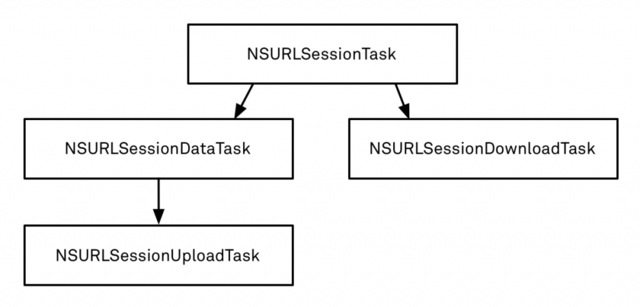 NSURLSessionTask
NSURLSessionDataTask
NSURLSessionDownloadTask
NSURLSessionUploadTask